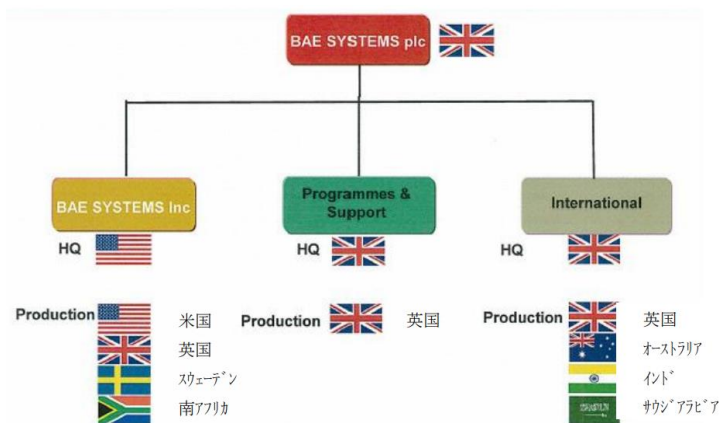 BAE SYSTEMS plc
BAE SYSTEMS Inc
Programmes &
Support
International
HQ
HQ
HQ
Production
米国
英国
ｽｳｪｰﾃﾞﾝ
南ｱﾌﾘｶ
Production
英国
Production
英国
ｵｰｽﾄﾗﾘｱ
ｲﾝﾄﾞ
ｻｳｼﾞｱﾗﾋﾞｱ